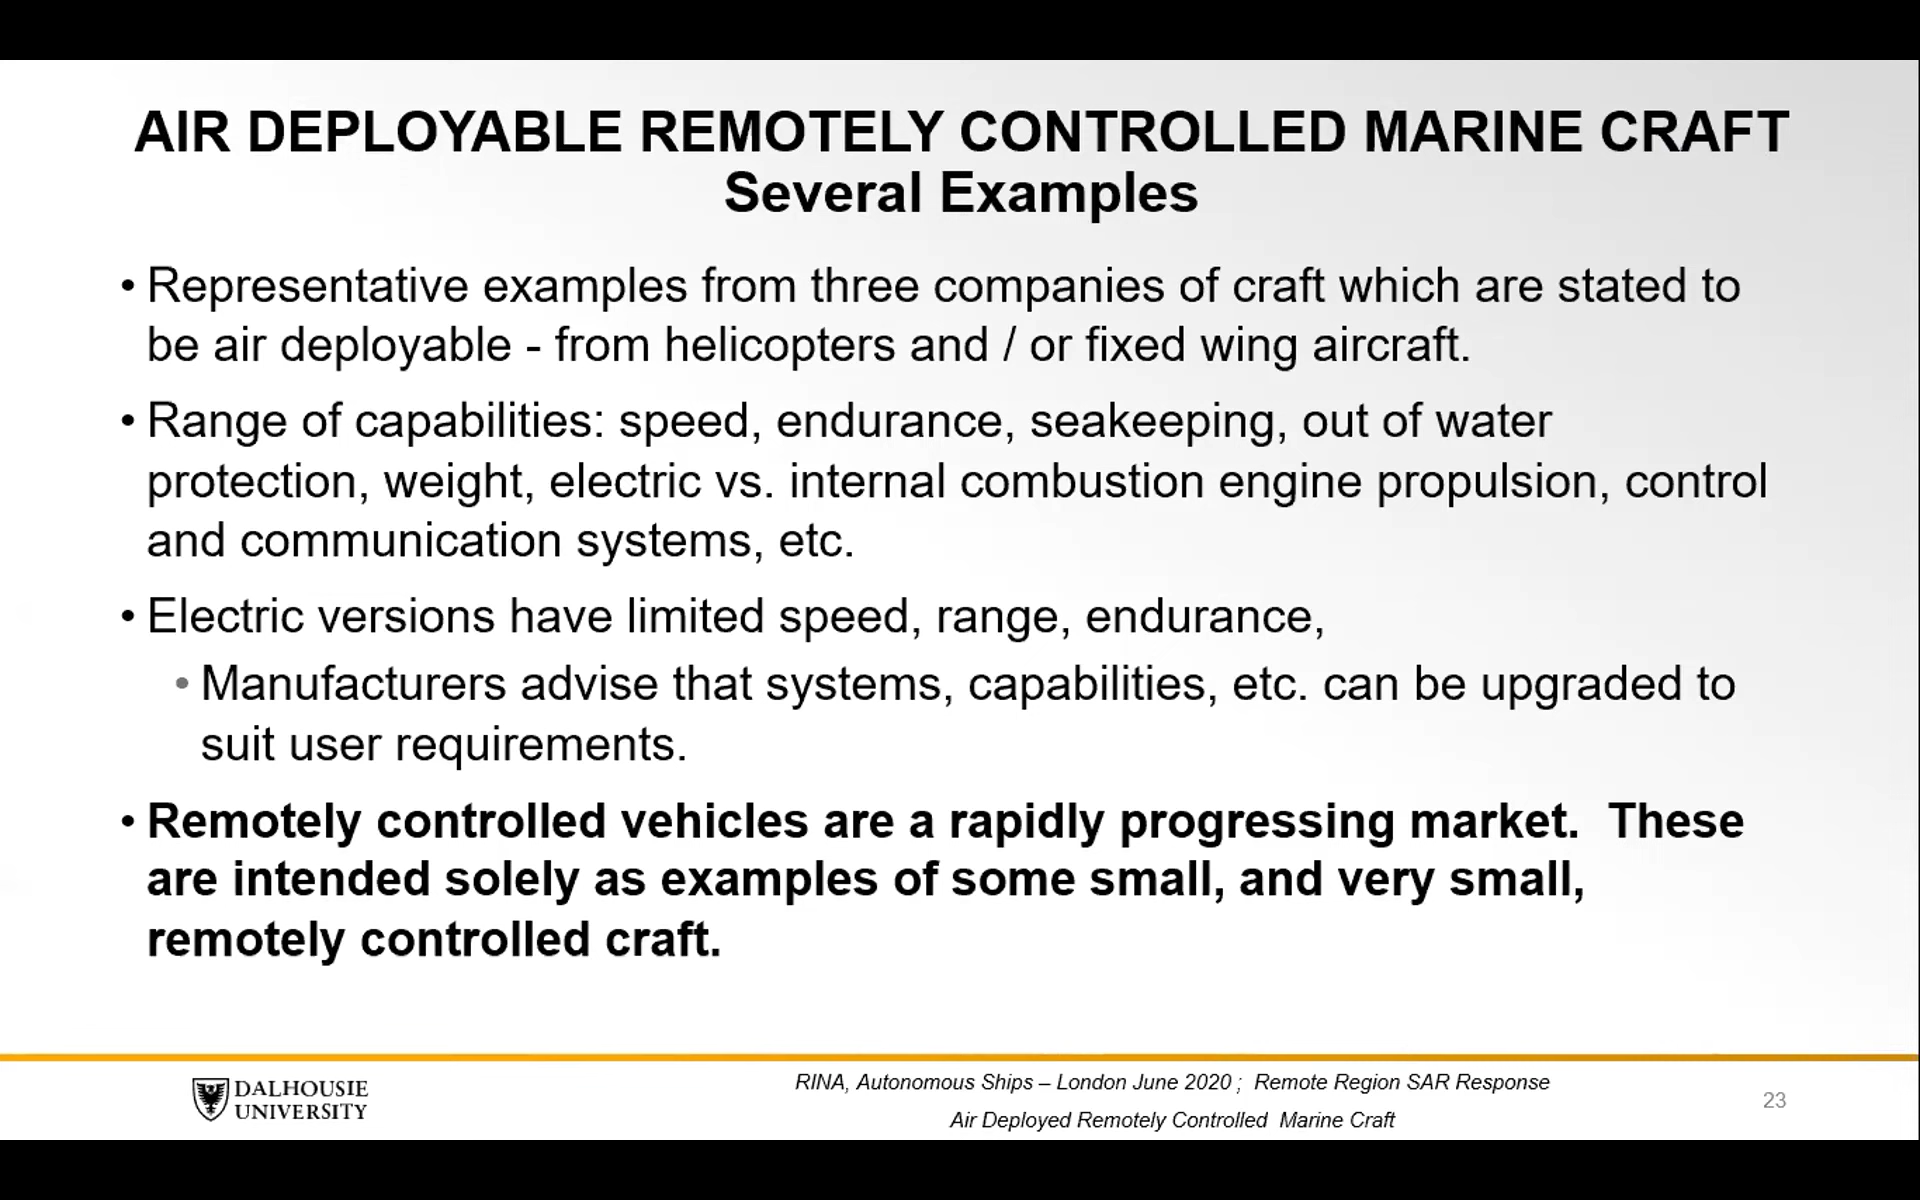 AIR DEPLOYABLE REMOTELY CONTROLLED MARINE CRAFT
Several Examples
• Representative examples from three companies of craft which are stated to
be air deployable - from helicopters and / or fixed wing aircraft.
• Range of capabilities: speed, endurance, seakeeping, out of water
protection, weight, electric vs. internal combustion engine propulsion, control
and communication systems, etc.
• Electric versions have limited speed, range, endurance,
• Manufacturers advise that systems, capabilities, etc. can be upgraded to
suit user requirements.
• Remotely controlled vehicles are a rapidly progressing market.  These
are intended solely as examples of some small, and very small,
remotely controlled craft.
DALHOUSIE
UNIVERSITY
RINA, Autonomous Ships – London June 2020 ;  Remote Region SAR Response
Air Deployed Remotely Controlled  Marine Craft
23